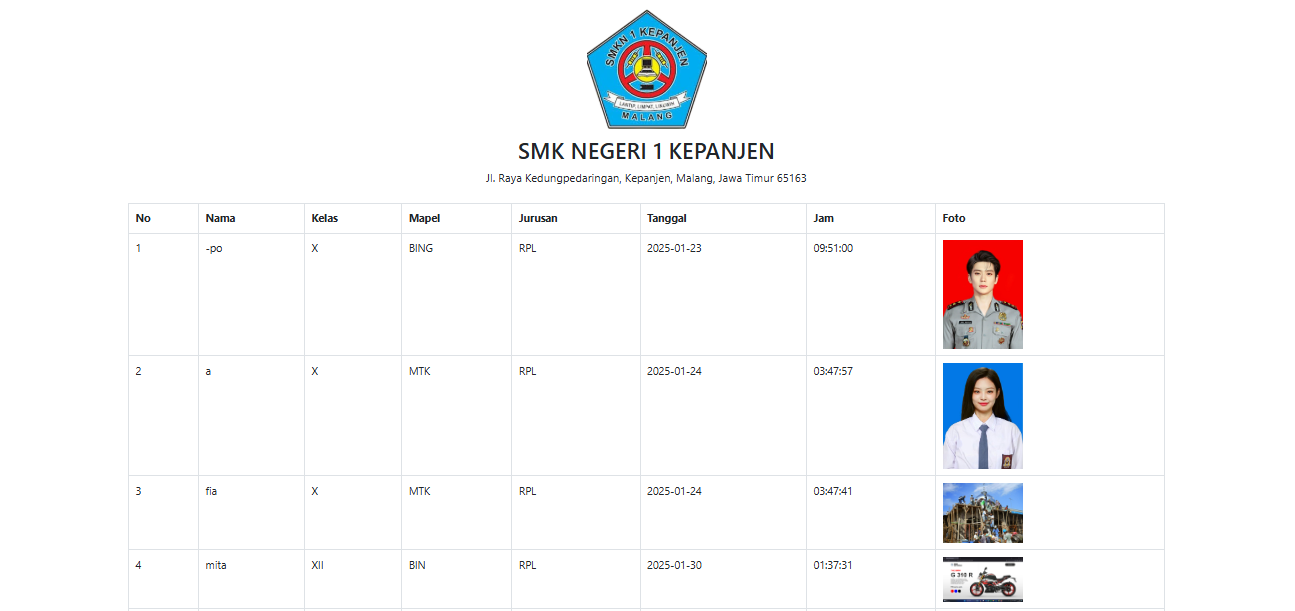 SMKN 1 KEPANJEN
LANTIP, LIMPAT, LIMUWIH
MALANG
SMK NEGERI 1 KEPANJEN
Jl. Raya Kedungpedaringan, Kepanjen, Malang, Jawa Timur 65163
No Nama Kelas Mapel Jurusan Tanggal Jam Foto
1 -po X BING RPL 2025-01-23 09:51:00
2 a X MTK RPL 2025-01-24 03:47:57
3 fia X MTK RPL 2025-01-24 03:47:41
4 mita XII BIN RPL 2025-01-30 01:37:31
G 310 R